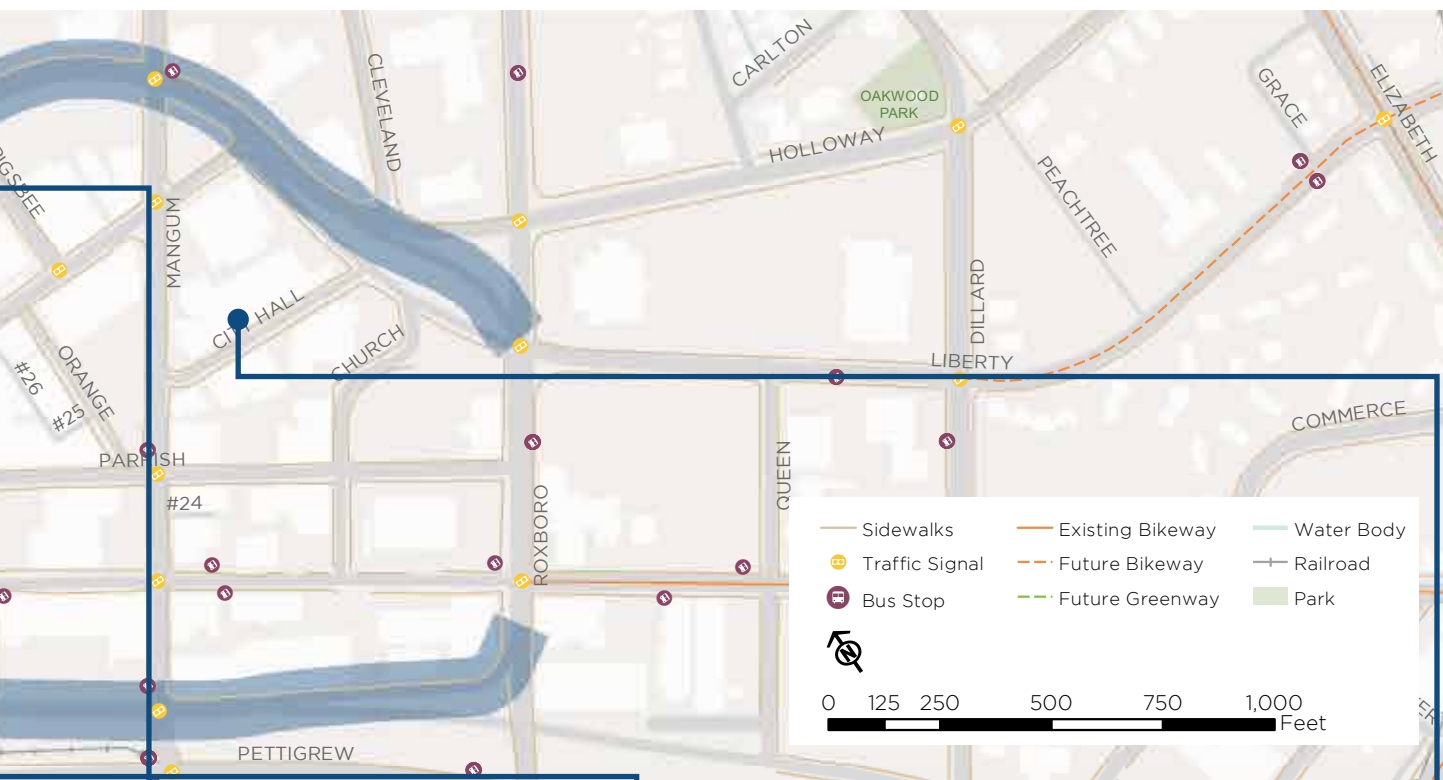 CARLTON
CLEVELAND
GRACE
ELIZABETH
OAKWOOD
PARK
HOLLOWAY
PEACHTREE
MANGUM
CITY HALL
CHURCH
DILLARD
LIBERTY
ORANGE
#26
#25
COMMERCE
PARRISH
#24
QUEEN
ROXBORO
Sidewalks
Existing Bikeway
Water Body
Traffic Signal
Future Bikeway
Railroad
Bus Stop
Future Greenway
Park
N
0 125 250 500 750 1,000
Feet
PETTIGREW